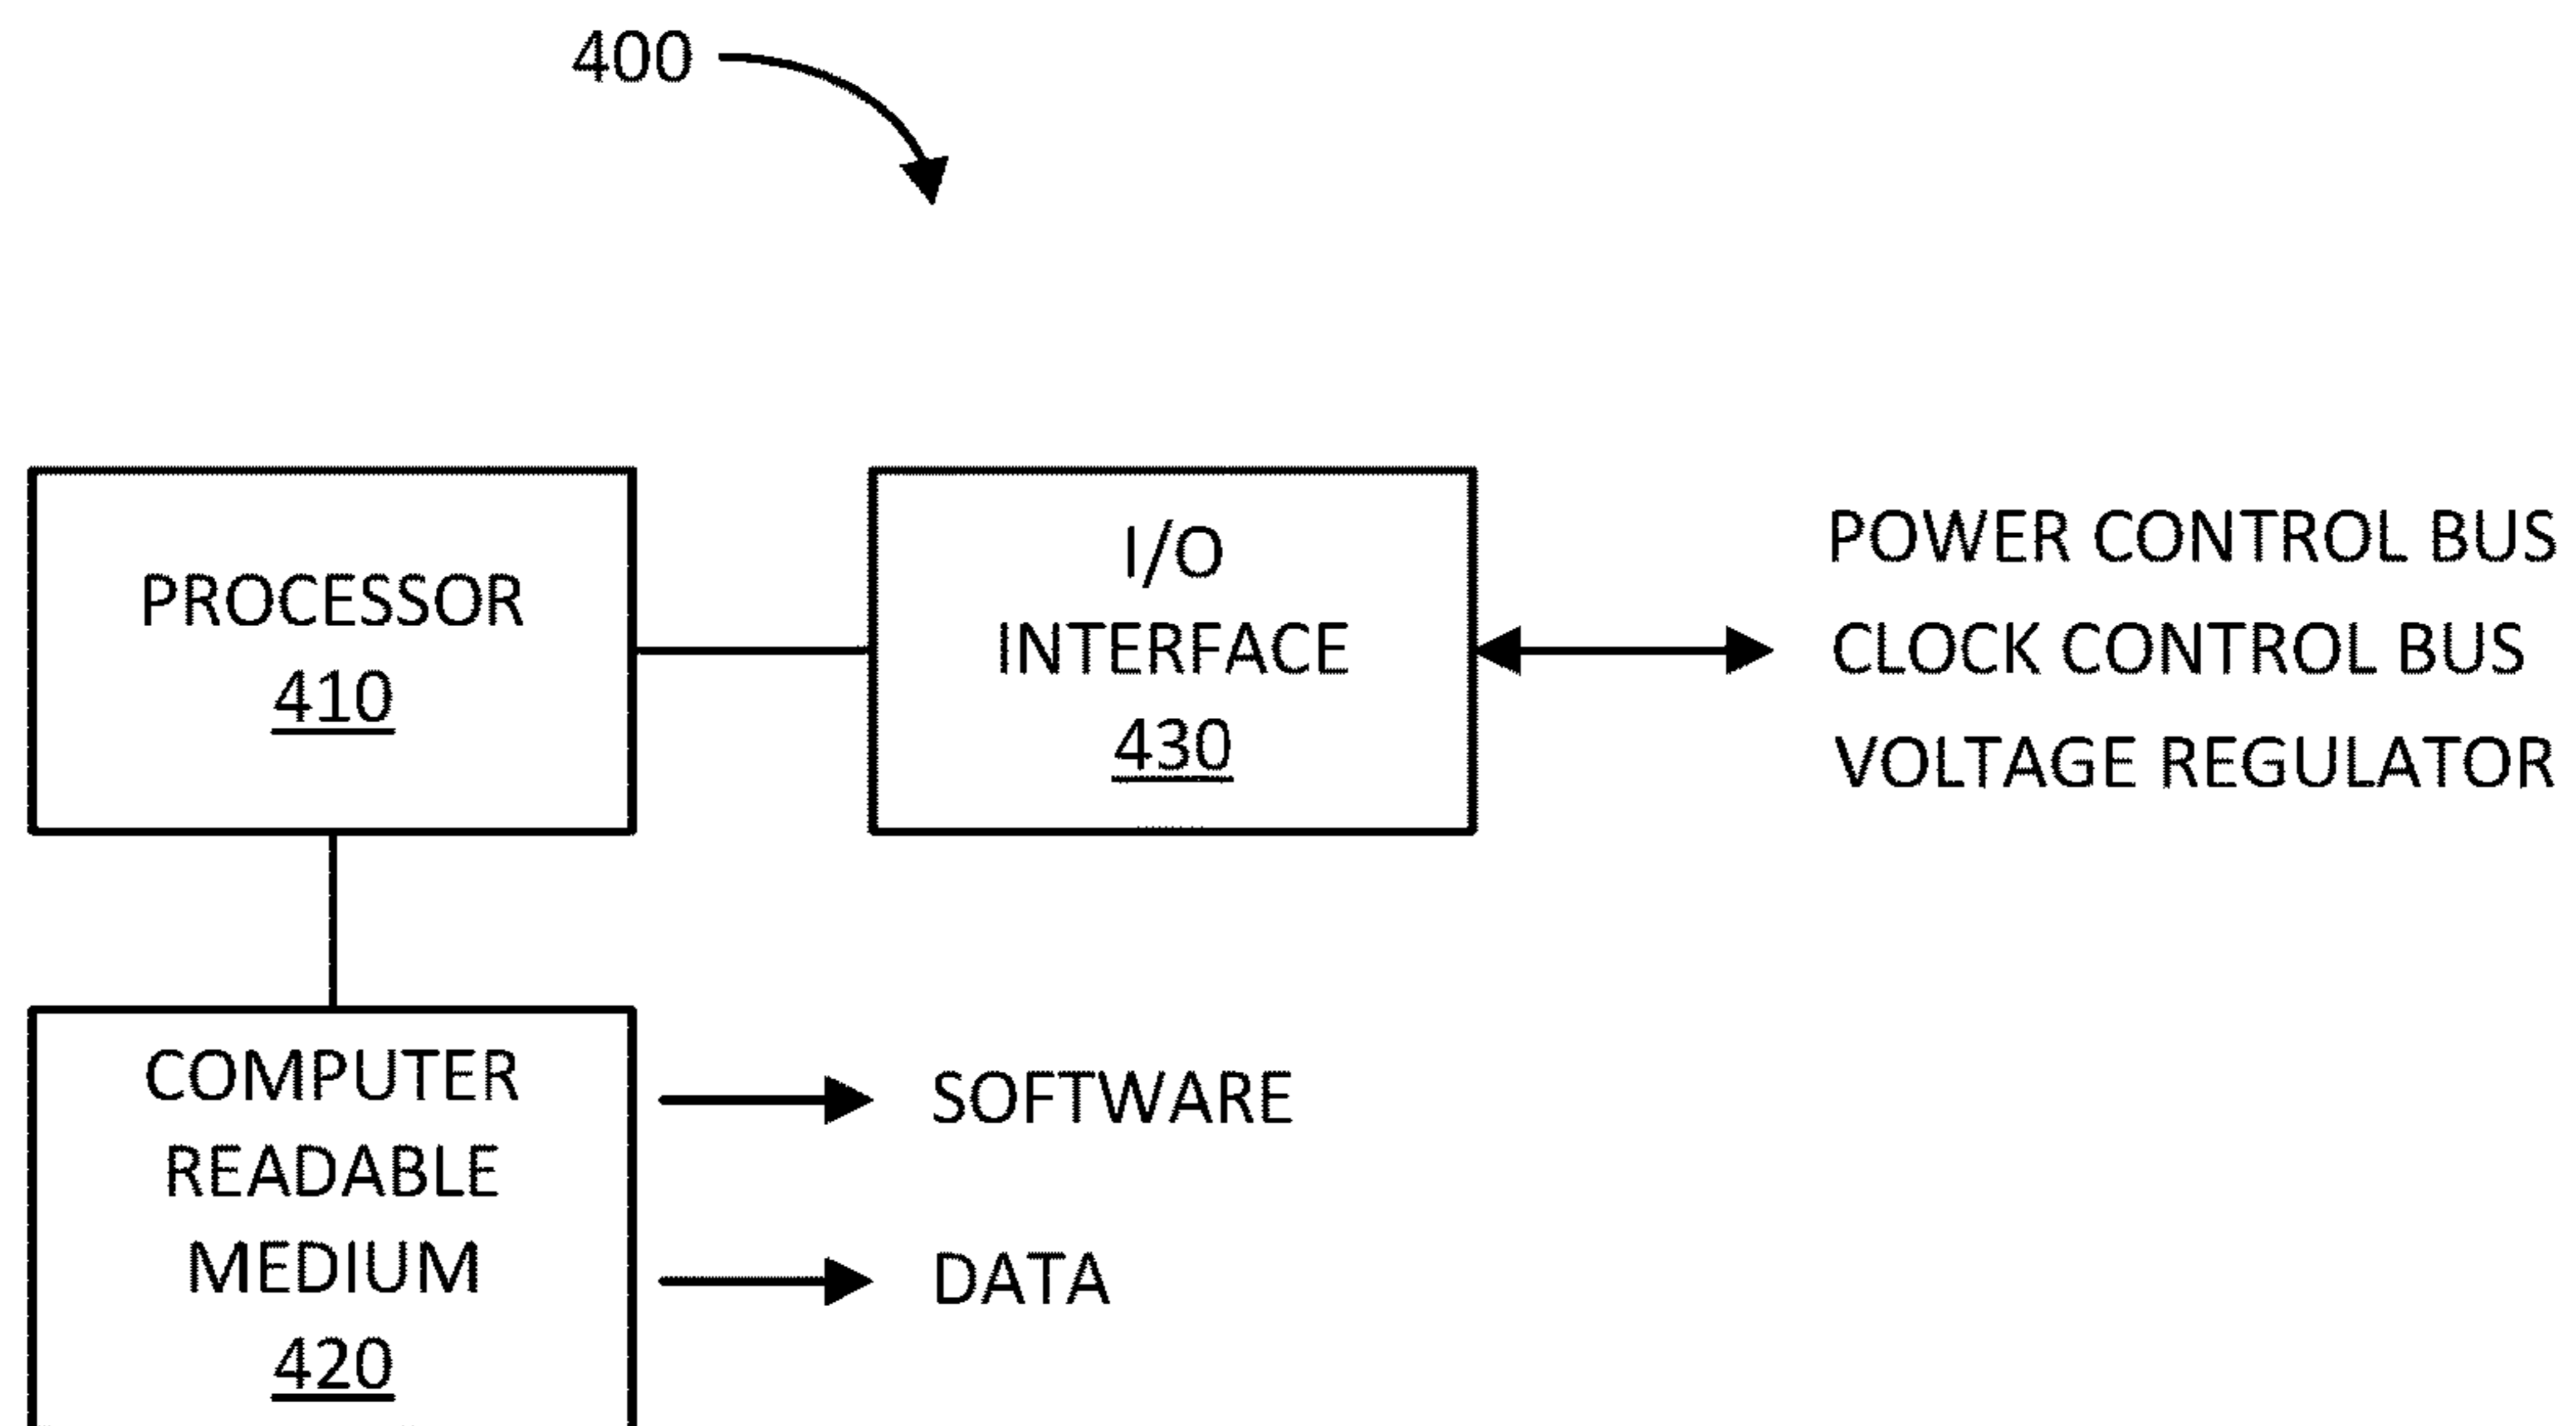 400
PROCESSOR
410
I/O
INTERFACE
430
POWER CONTROL BUS
CLOCK CONTROL BUS
VOLTAGE REGULATOR
COMPUTER
READABLE
MEDIUM
420
SOFTWARE
DATA